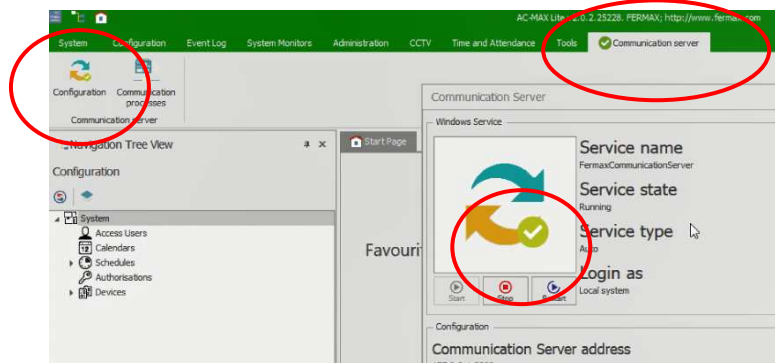 AC-MAX Lite v2.0.2.25228. FERMAX; http://www.fermax.com
System Configuration Event Log System Monitors Administration CCTV Time and Attendance Tools Communication server
Configuration Communication processes
Communication server
Navigation Tree View
Start Page
Configuration
System
Access Users
Calendars
Schedules
Authorisations
Devices
Favouri
Communication Server
Windows Service
Service name
FermaxCommunicationServer
Service state
Running
Service type
Auto
Login as
Local system
Start Stop Restart
Configuration
Communication Server address